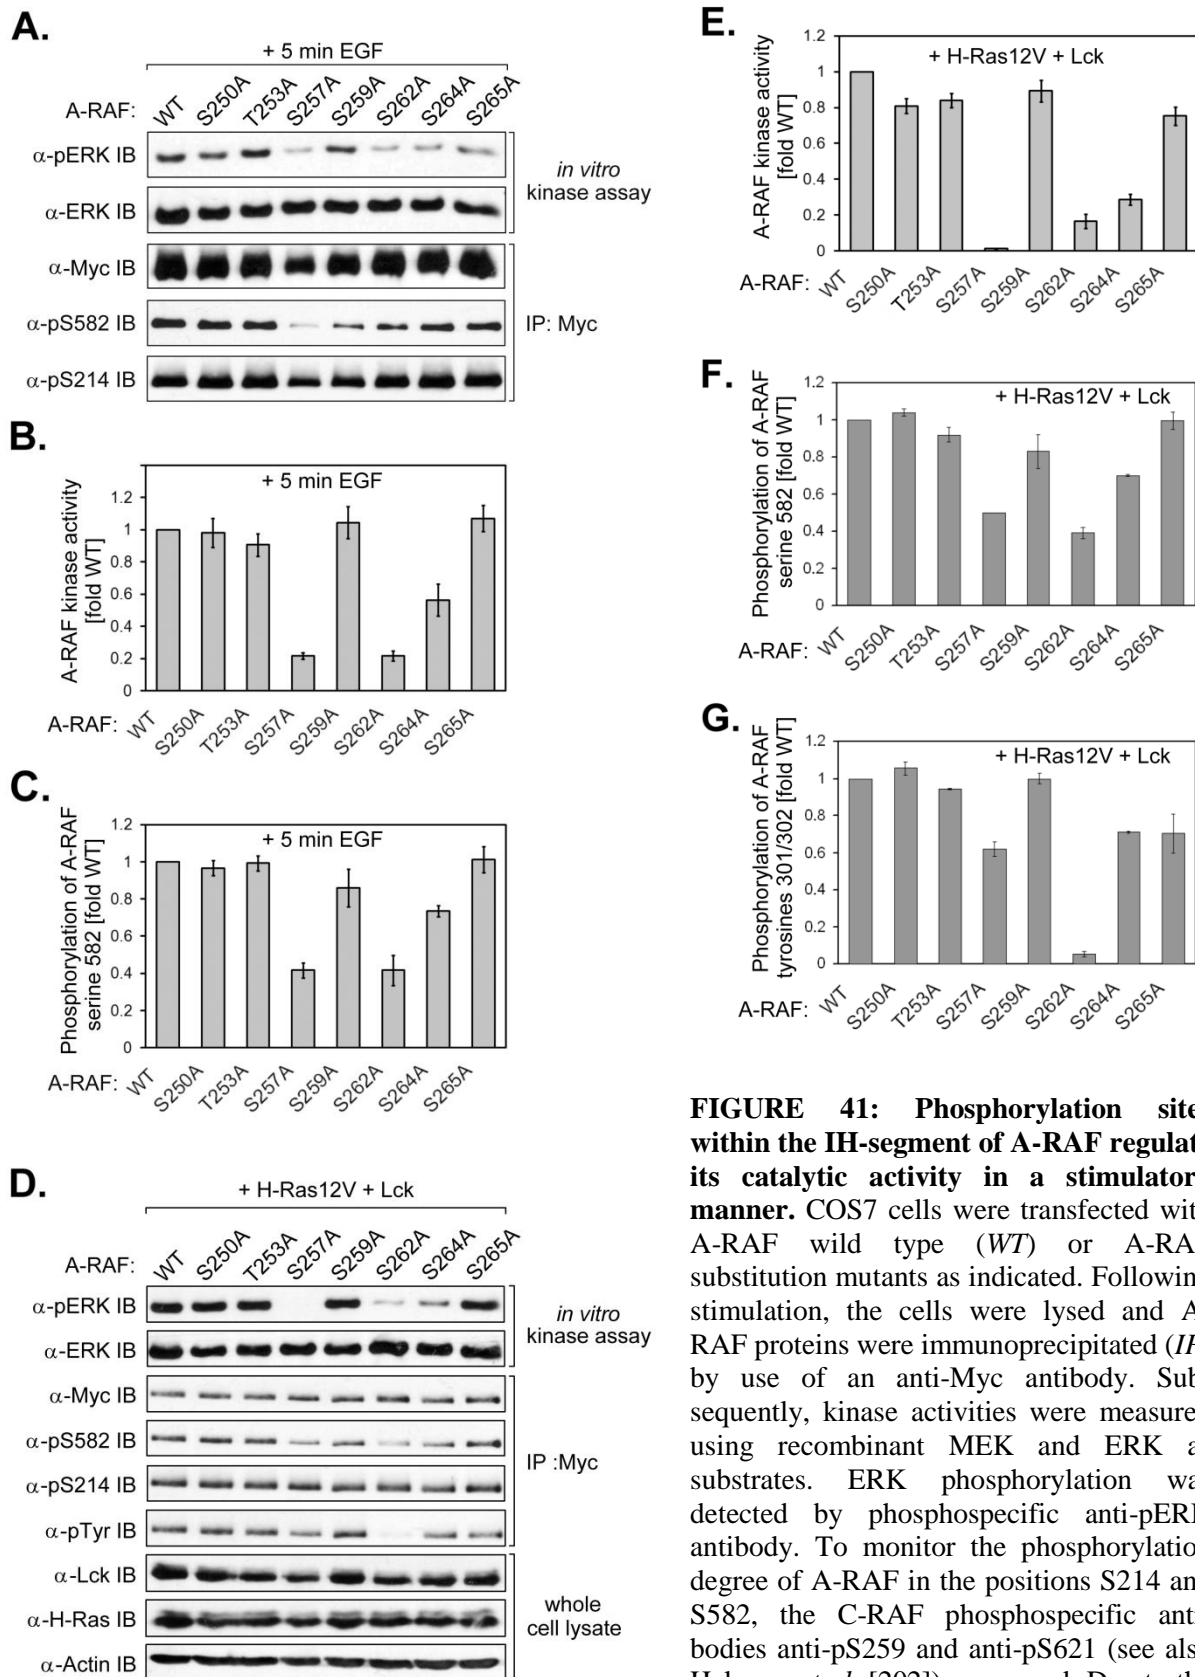 A.
+ 5 min EGF
A-RAF: WT S250A T253A S257A S259A S262A S264A S265A
α-pERK IB
α-ERK IB
in vitro
kinase assay
α-Myc IB
α-pS582 IB
α-pS214 IB
IP: Myc
B.
A-RAF kinase activity
[fold WT]
+ 5 min EGF
1.2
1
0.8
0.6
0.4
0.2
0
A-RAF: WT S250A T253A S257A S259A S262A S264A S265A
C.
Phosphorylation of A-RAF
serine 582 [fold WT]
+ 5 min EGF
1.2
1
0.8
0.6
0.4
0.2
0
A-RAF: WT S250A T253A S257A S259A S262A S264A S265A
D.
+ H-Ras12V + Lck
A-RAF: WT S250A T253A S257A S259A S262A S264A S265A
α-pERK IB
α-ERK IB
in vitro
kinase assay
α-Myc IB
α-pS582 IB
α-pS214 IB
α-pTyr IB
IP :Myc
α-Lck IB
α-H-Ras IB
α-Actin IB
whole
cell lysate
E.
A-RAF kinase activity
[fold WT]
+ H-Ras12V + Lck
1.2
1
0.8
0.6
0.4
0.2
0
A-RAF: WT S250A T253A S257A S259A S262A S264A S265A
F.
Phosphorylation of A-RAF
serine 582 [fold WT]
+ H-Ras12V + Lck
1.2
1
0.8
0.6
0.4
0.2
0
A-RAF: WT S250A T253A S257A S259A S262A S264A S265A
G.
Phosphorylation of A-RAF
tyrosines 301/302 [fold WT]
+ H-Ras12V + Lck
1.2
1
0.8
0.6
0.4
0.2
0
A-RAF: WT S250A T253A S257A S259A S262A S264A S265A
FIGURE 41: Phosphorylation site
within the IH-segment of A-RAF regulat
its catalytic activity in a stimulator
manner. COS7 cells were transfected wit
A-RAF wild type (WT) or A-RA
substitution mutants as indicated. Followin
stimulation, the cells were lysed and A
RAF proteins were immunoprecipitated (IP
by use of an anti-Myc antibody. Sub
sequently, kinase activities were measure
using recombinant MEK and ERK a
substrates. ERK phosphorylation wa
detected by phosphospecific anti-pERK
antibody. To monitor the phosphorylatio
degree of A-RAF in the positions S214 an
S582, the C-RAF phosphospecific anti
bodies anti-pS259 and anti-pS621 (see als